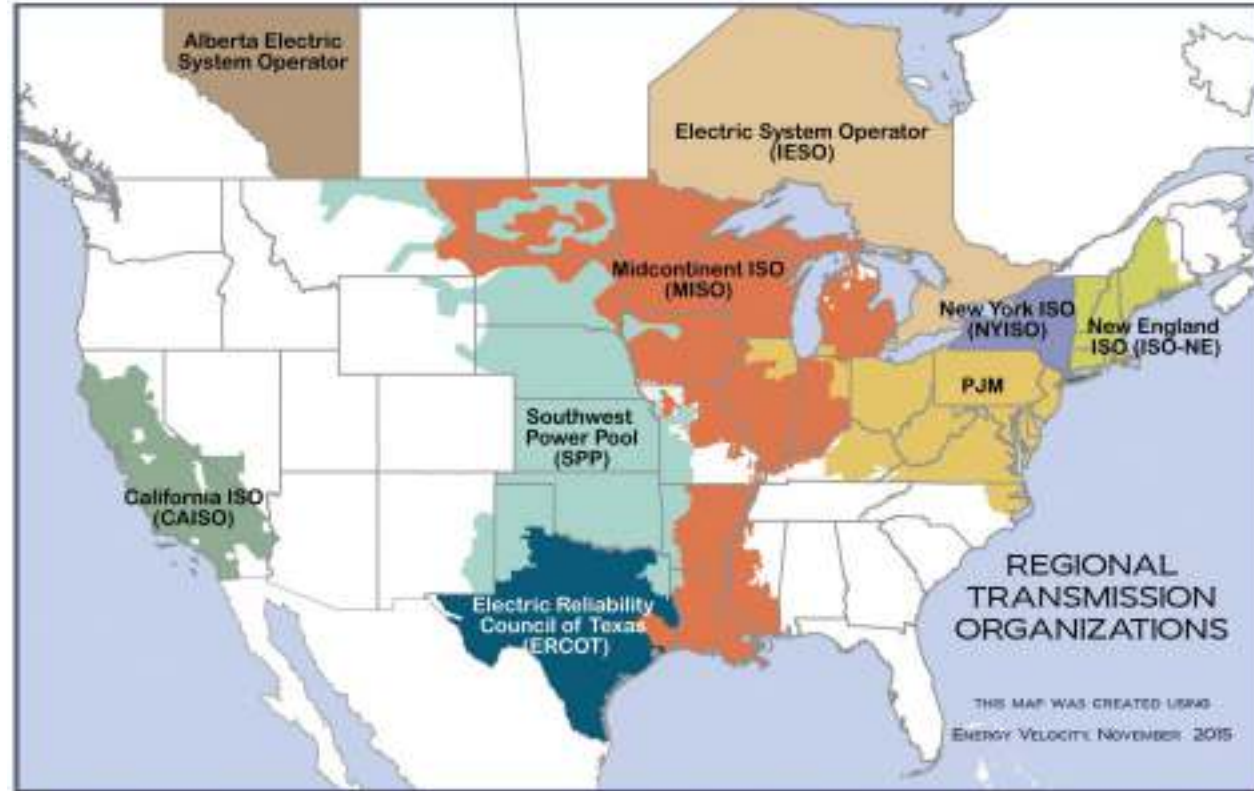 Alberta Electric
System Operator
Electric System Operator
(IESO)
Midcontinent ISO
(MISO)
New York ISO
(NYISO)
New England
ISO (ISO-NE)
PJM
Southwest
Power Pool
(SPP)
California ISO
(CAISO)
Electric Reliability
Council of Texas
(ERCOT)
REGIONAL
TRANSMISSION
ORGANIZATIONS
THIS MAP WAS CREATED USING
ENERGY VELOCITY, NOVEMBER 2015